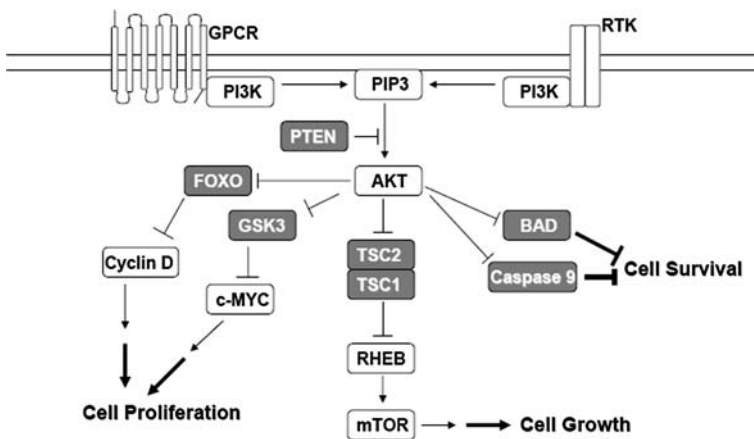 GPCR
RTK
PI3K
PIP3
PI3K
PTEN
FOXO
AKT
GSK3
BAD
TSC2
Cyclin D
Caspase 9
Cell Survival
TSC1
c-MYC
RHEB
Cell Proliferation
mTOR
Cell Growth